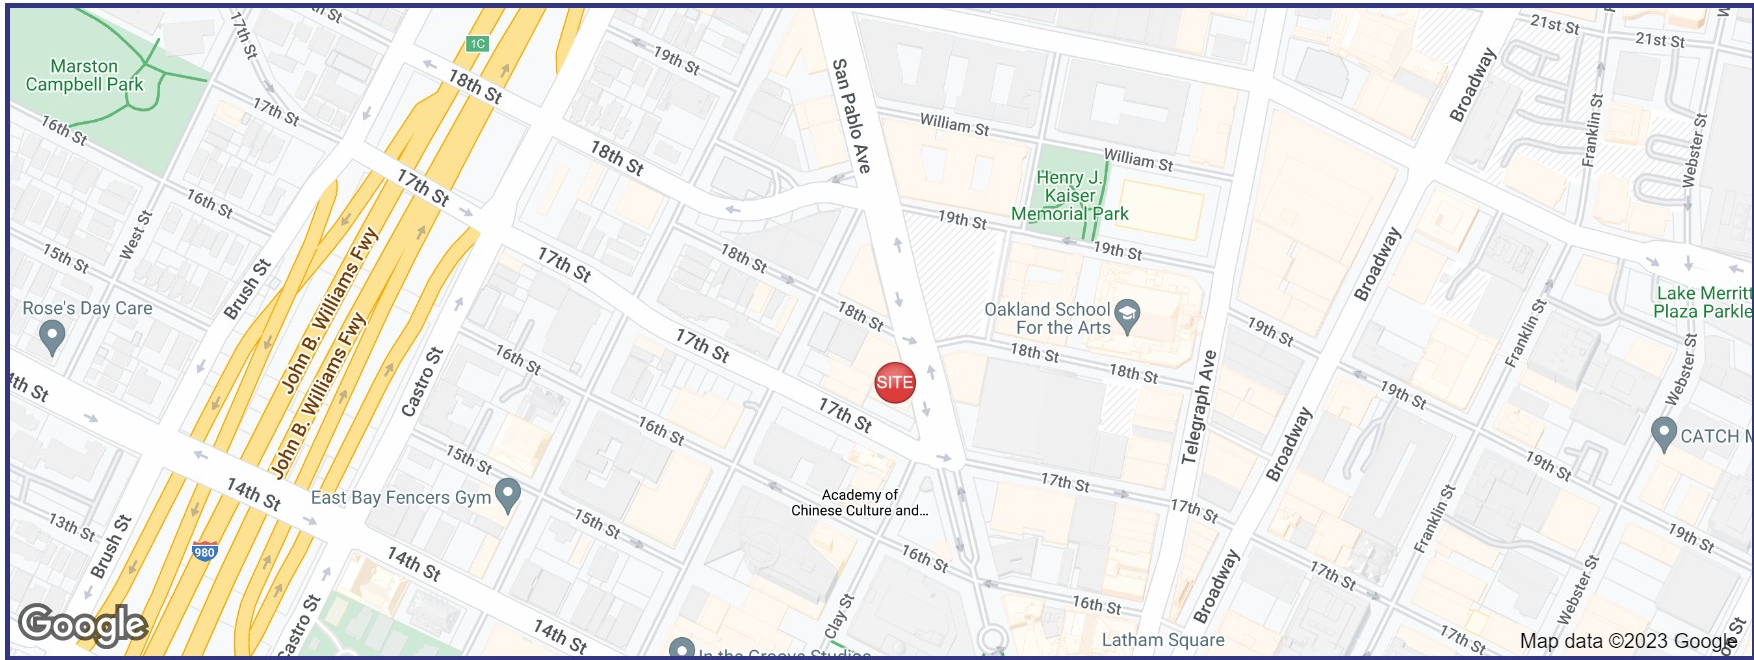 17th St
1C
19th St
21st St
21st St
Marston
Campbell Park
18th St
San Pablo Ave
Broadway
Franklin St
Webster St
17th St
16th St
William St
William St
18th St
17th St
Henry J.
Kaiser
Memorial Park
16th St
West St
19th St
19th St
15th St
Brush St
John B. Williams Fwy
17th St
18th St
Broadway
Lake Merritt
Plaza Parkle
Rose's Day Care
Oakland School
For the Arts
18th St
19th St
Franklin St
John B. Williams Fwy
Castro St
16th St
17th St
18th St
18th St
Telegraph Ave
Webster St
4th St
SITE
19th St
17th St
16th St
Broadway
CATCH
15th St
19th St
14th St
East Bay Fencers Gym
Academy of
Chinese Culture and...
17th St
17th St
Franklin St
13th St
Brush St
980
15th St
19th St
14th St
16th St
17th St
Castro St
Clay St
16th St
Broadway
Webster St
Google
14th St
In the Groove Studios
Latham Square
17th St
Map data ©2023 Google